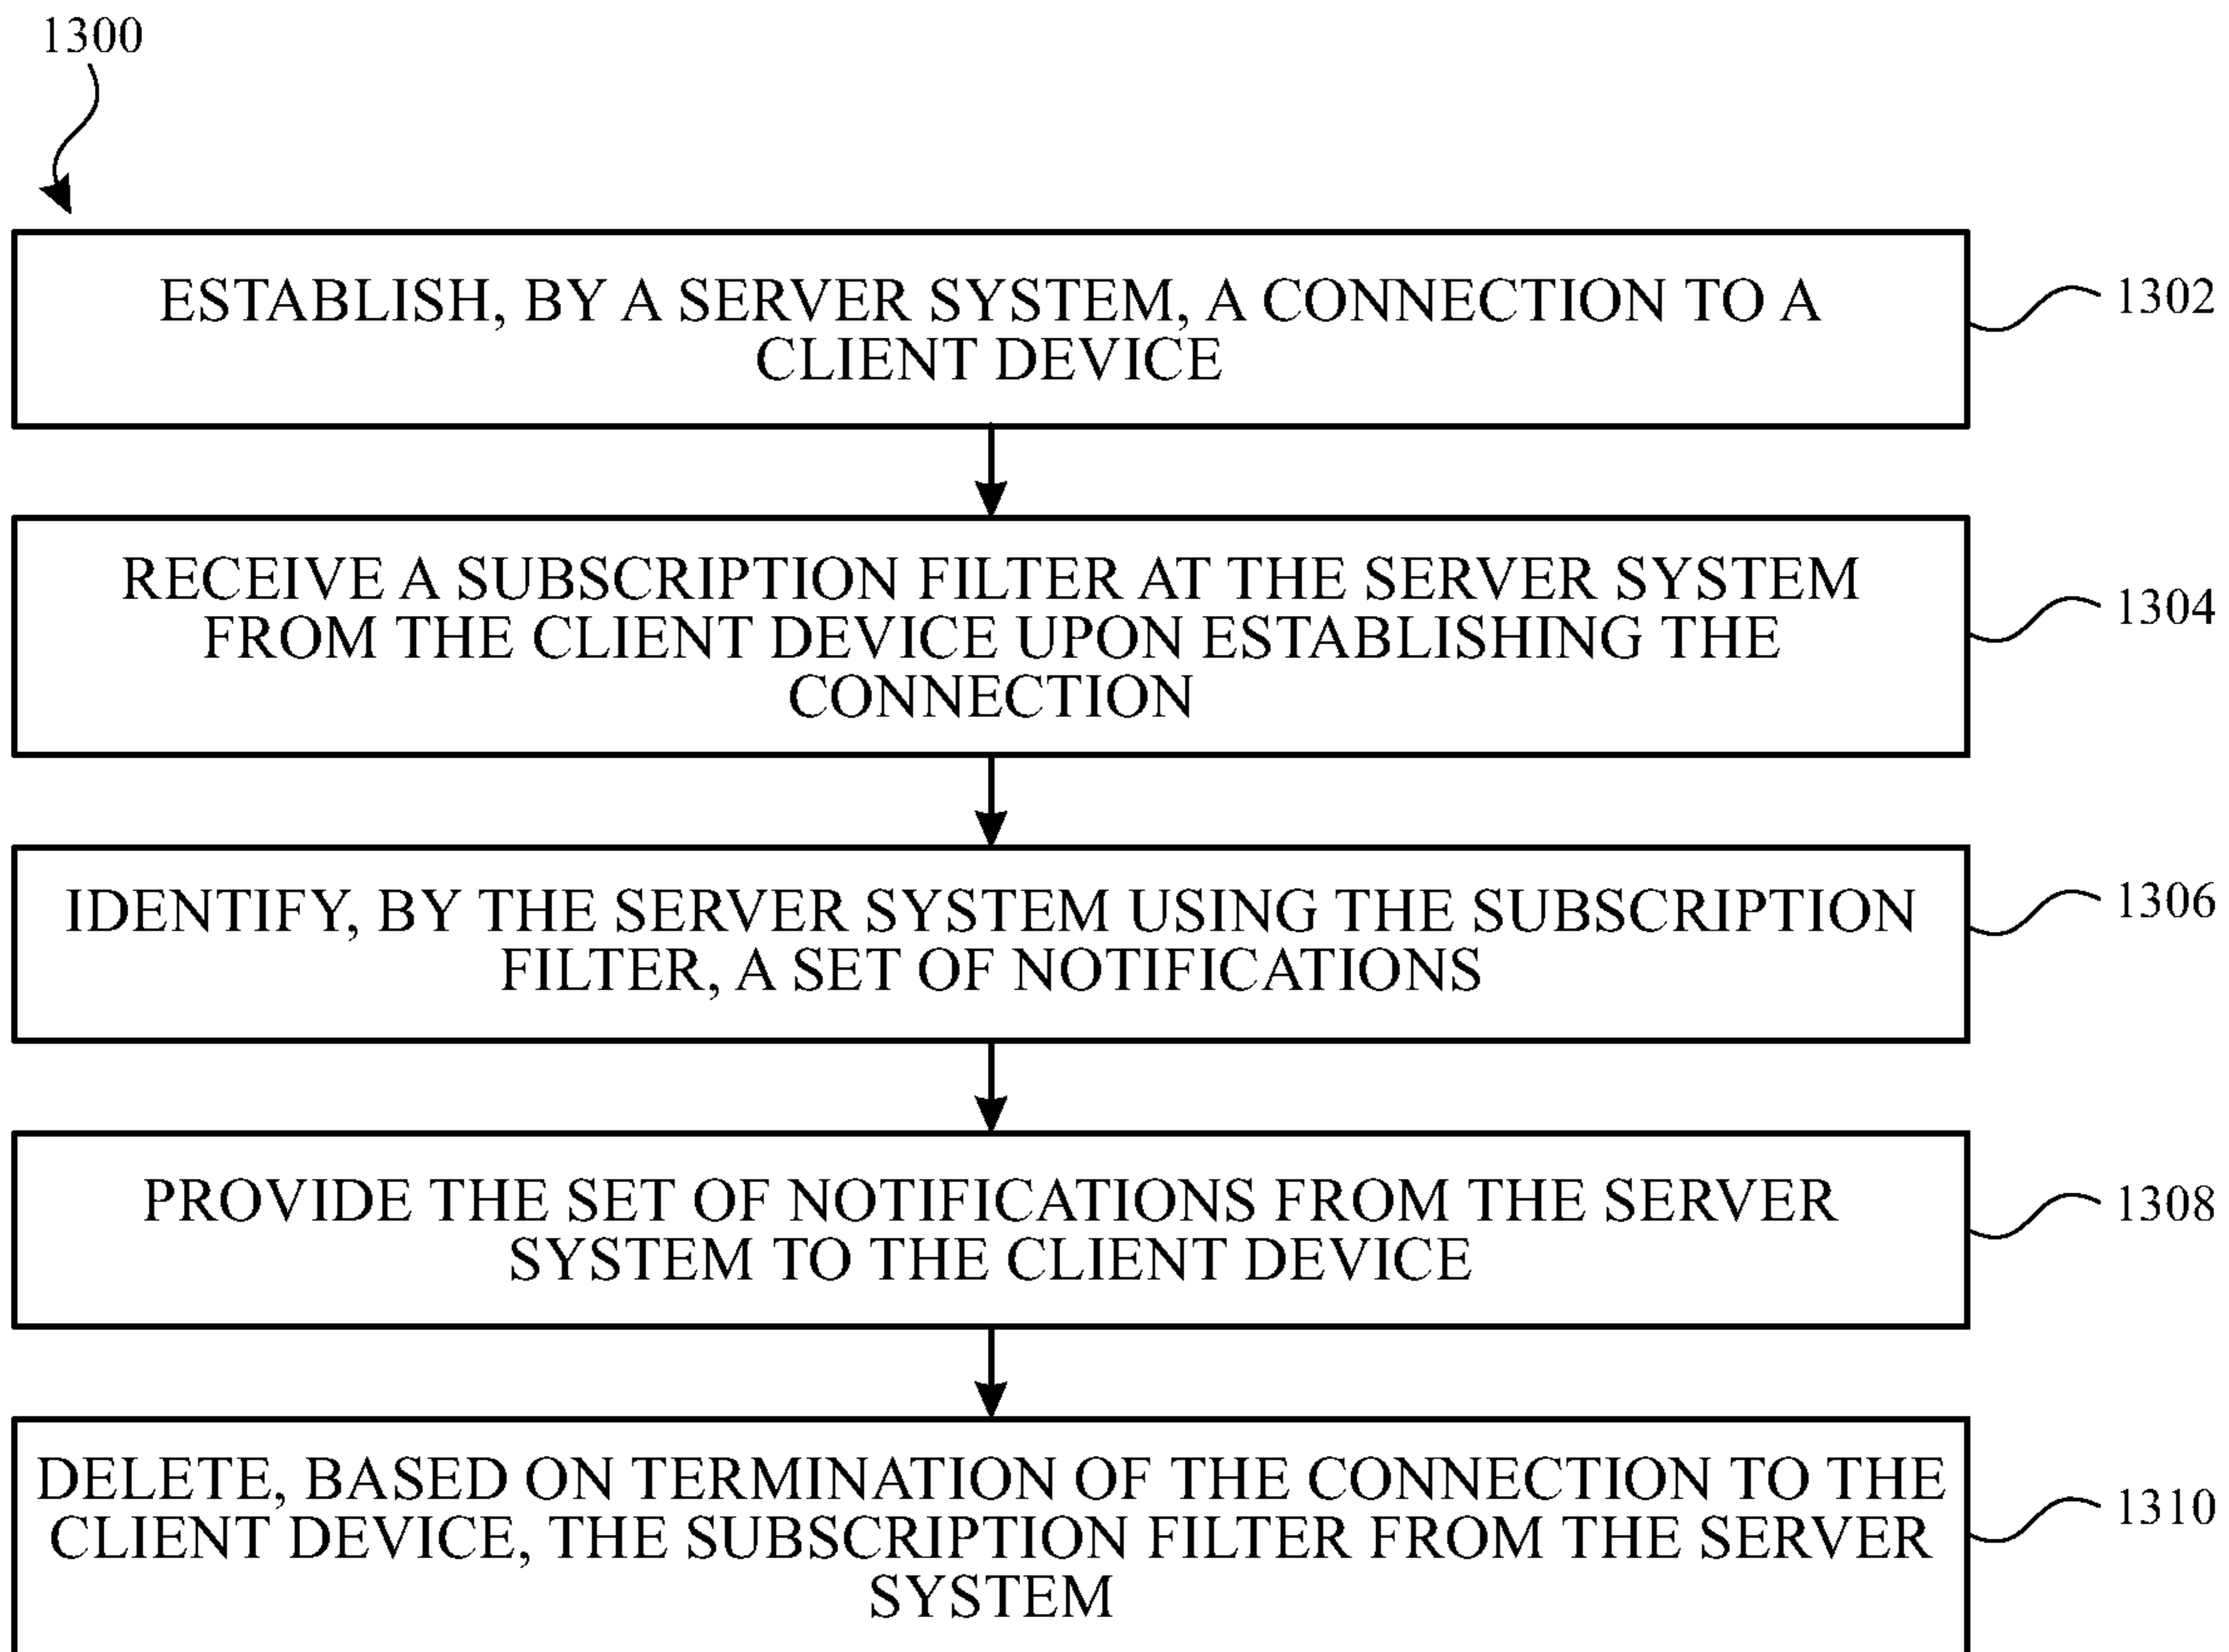 1300
ESTABLISH, BY A SERVER SYSTEM, A CONNECTION TO A
CLIENT DEVICE
1302
RECEIVE A SUBSCRIPTION FILTER AT THE SERVER SYSTEM
FROM THE CLIENT DEVICE UPON ESTABLISHING THE
CONNECTION
1304
IDENTIFY, BY THE SERVER SYSTEM USING THE SUBSCRIPTION
FILTER, A SET OF NOTIFICATIONS
1306
PROVIDE THE SET OF NOTIFICATIONS FROM THE SERVER
SYSTEM TO THE CLIENT DEVICE
1308
DELETE, BASED ON TERMINATION OF THE CONNECTION TO THE
CLIENT DEVICE, THE SUBSCRIPTION FILTER FROM THE SERVER
SYSTEM
1310